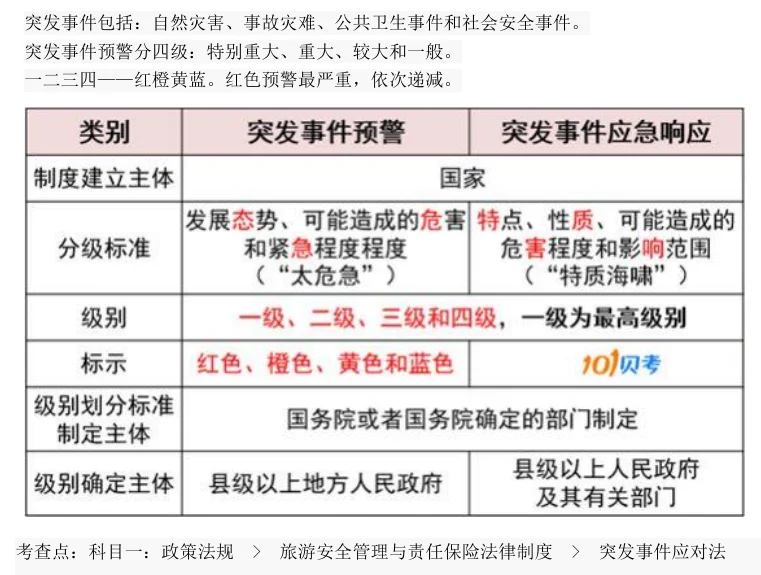 突发事件包括：自然灾害、事故灾难、公共卫生事件和社会安全事件。
突发事件预警分四级：特别重大、重大、较大和一般。
一二三四——红橙黄蓝。红色预警最严重，依次递减。
类别 突发事件预警 突发事件应急响应
制度建立主体 国家
分级标准
发展态势、可能造成的危害
和紧急程度程度
（“太危急”）
特点、性质、可能造成的
危害程度和影响范围
（“特质海啸”）
级别 一级、二级、三级和四级，一级为最高级别
标示 红色、橙色、黄色和蓝色 101贝考
级别划分标准
制定主体
国务院或者国务院确定的部门制定
级别确定主体 县级以上地方人民政府
县级以上人民政府
及其有关部门
考查点：科目一：政策法规 > 旅游安全管理与责任保险法律制度 > 突发事件应对法